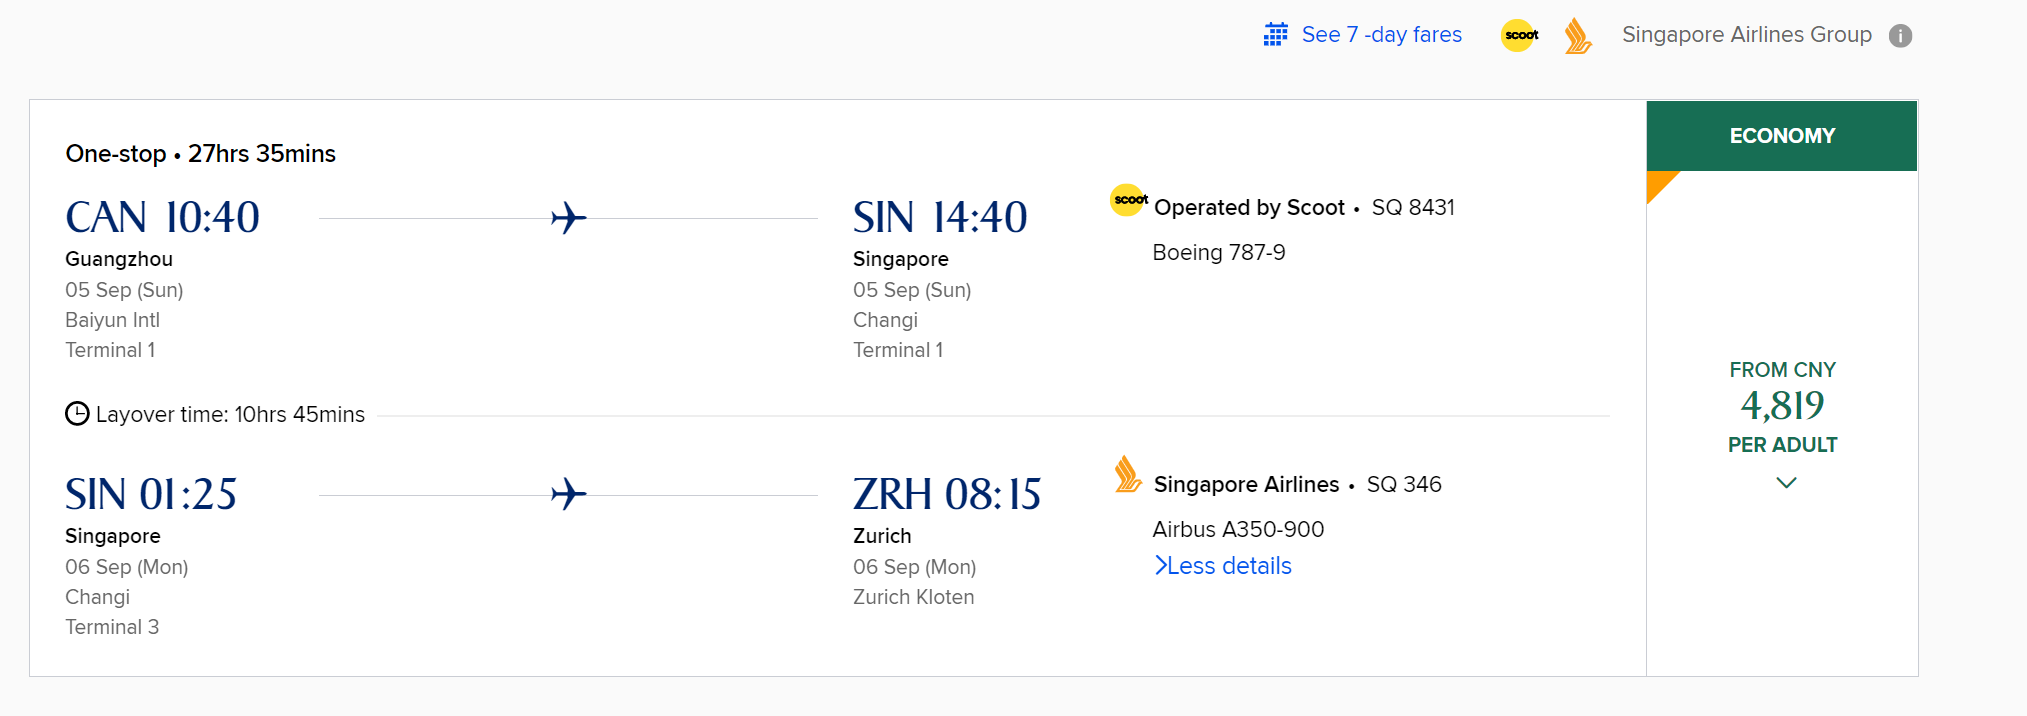 See 7 -day fares scoot Singapore Airlines Group i
One-stop • 27hrs 35mins
CAN 10:40
Guangzhou
05 Sep (Sun)
Baiyun Intl
Terminal 1
SIN 14:40
Singapore
05 Sep (Sun)
Changi
Terminal 1
scoot Operated by Scoot • SQ 8431
Boeing 787-9
Layover time: 10hrs 45mins
SIN 01:25
Singapore
06 Sep (Mon)
Changi
Terminal 3
ZRH 08:15
Zurich
06 Sep (Mon)
Zurich Kloten
Singapore Airlines • SQ 346
Airbus A350-900
Less details
ECONOMY
FROM CNY
4,819
PER ADULT